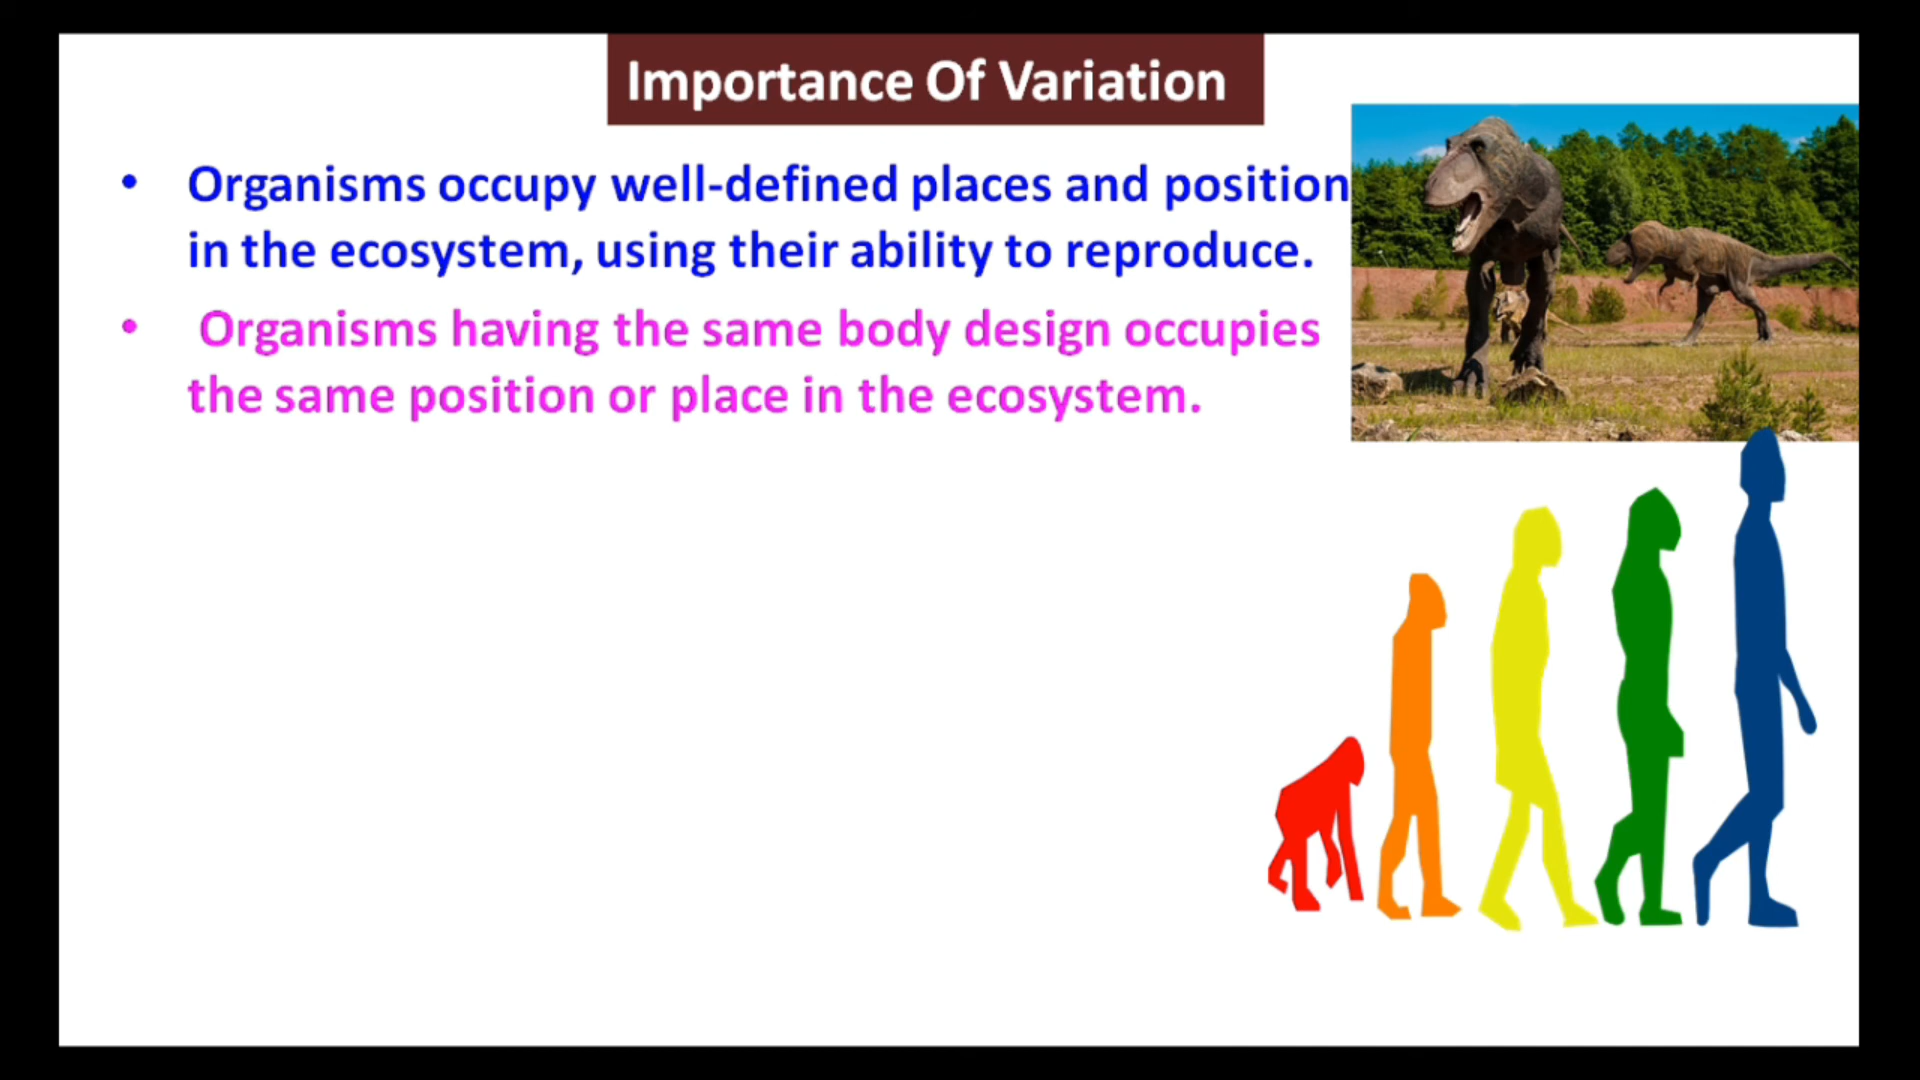 Importance Of Variation
• Organisms occupy well-defined places and position
in the ecosystem, using their ability to reproduce.
• Organisms having the same body design occupies
the same position or place in the ecosystem.